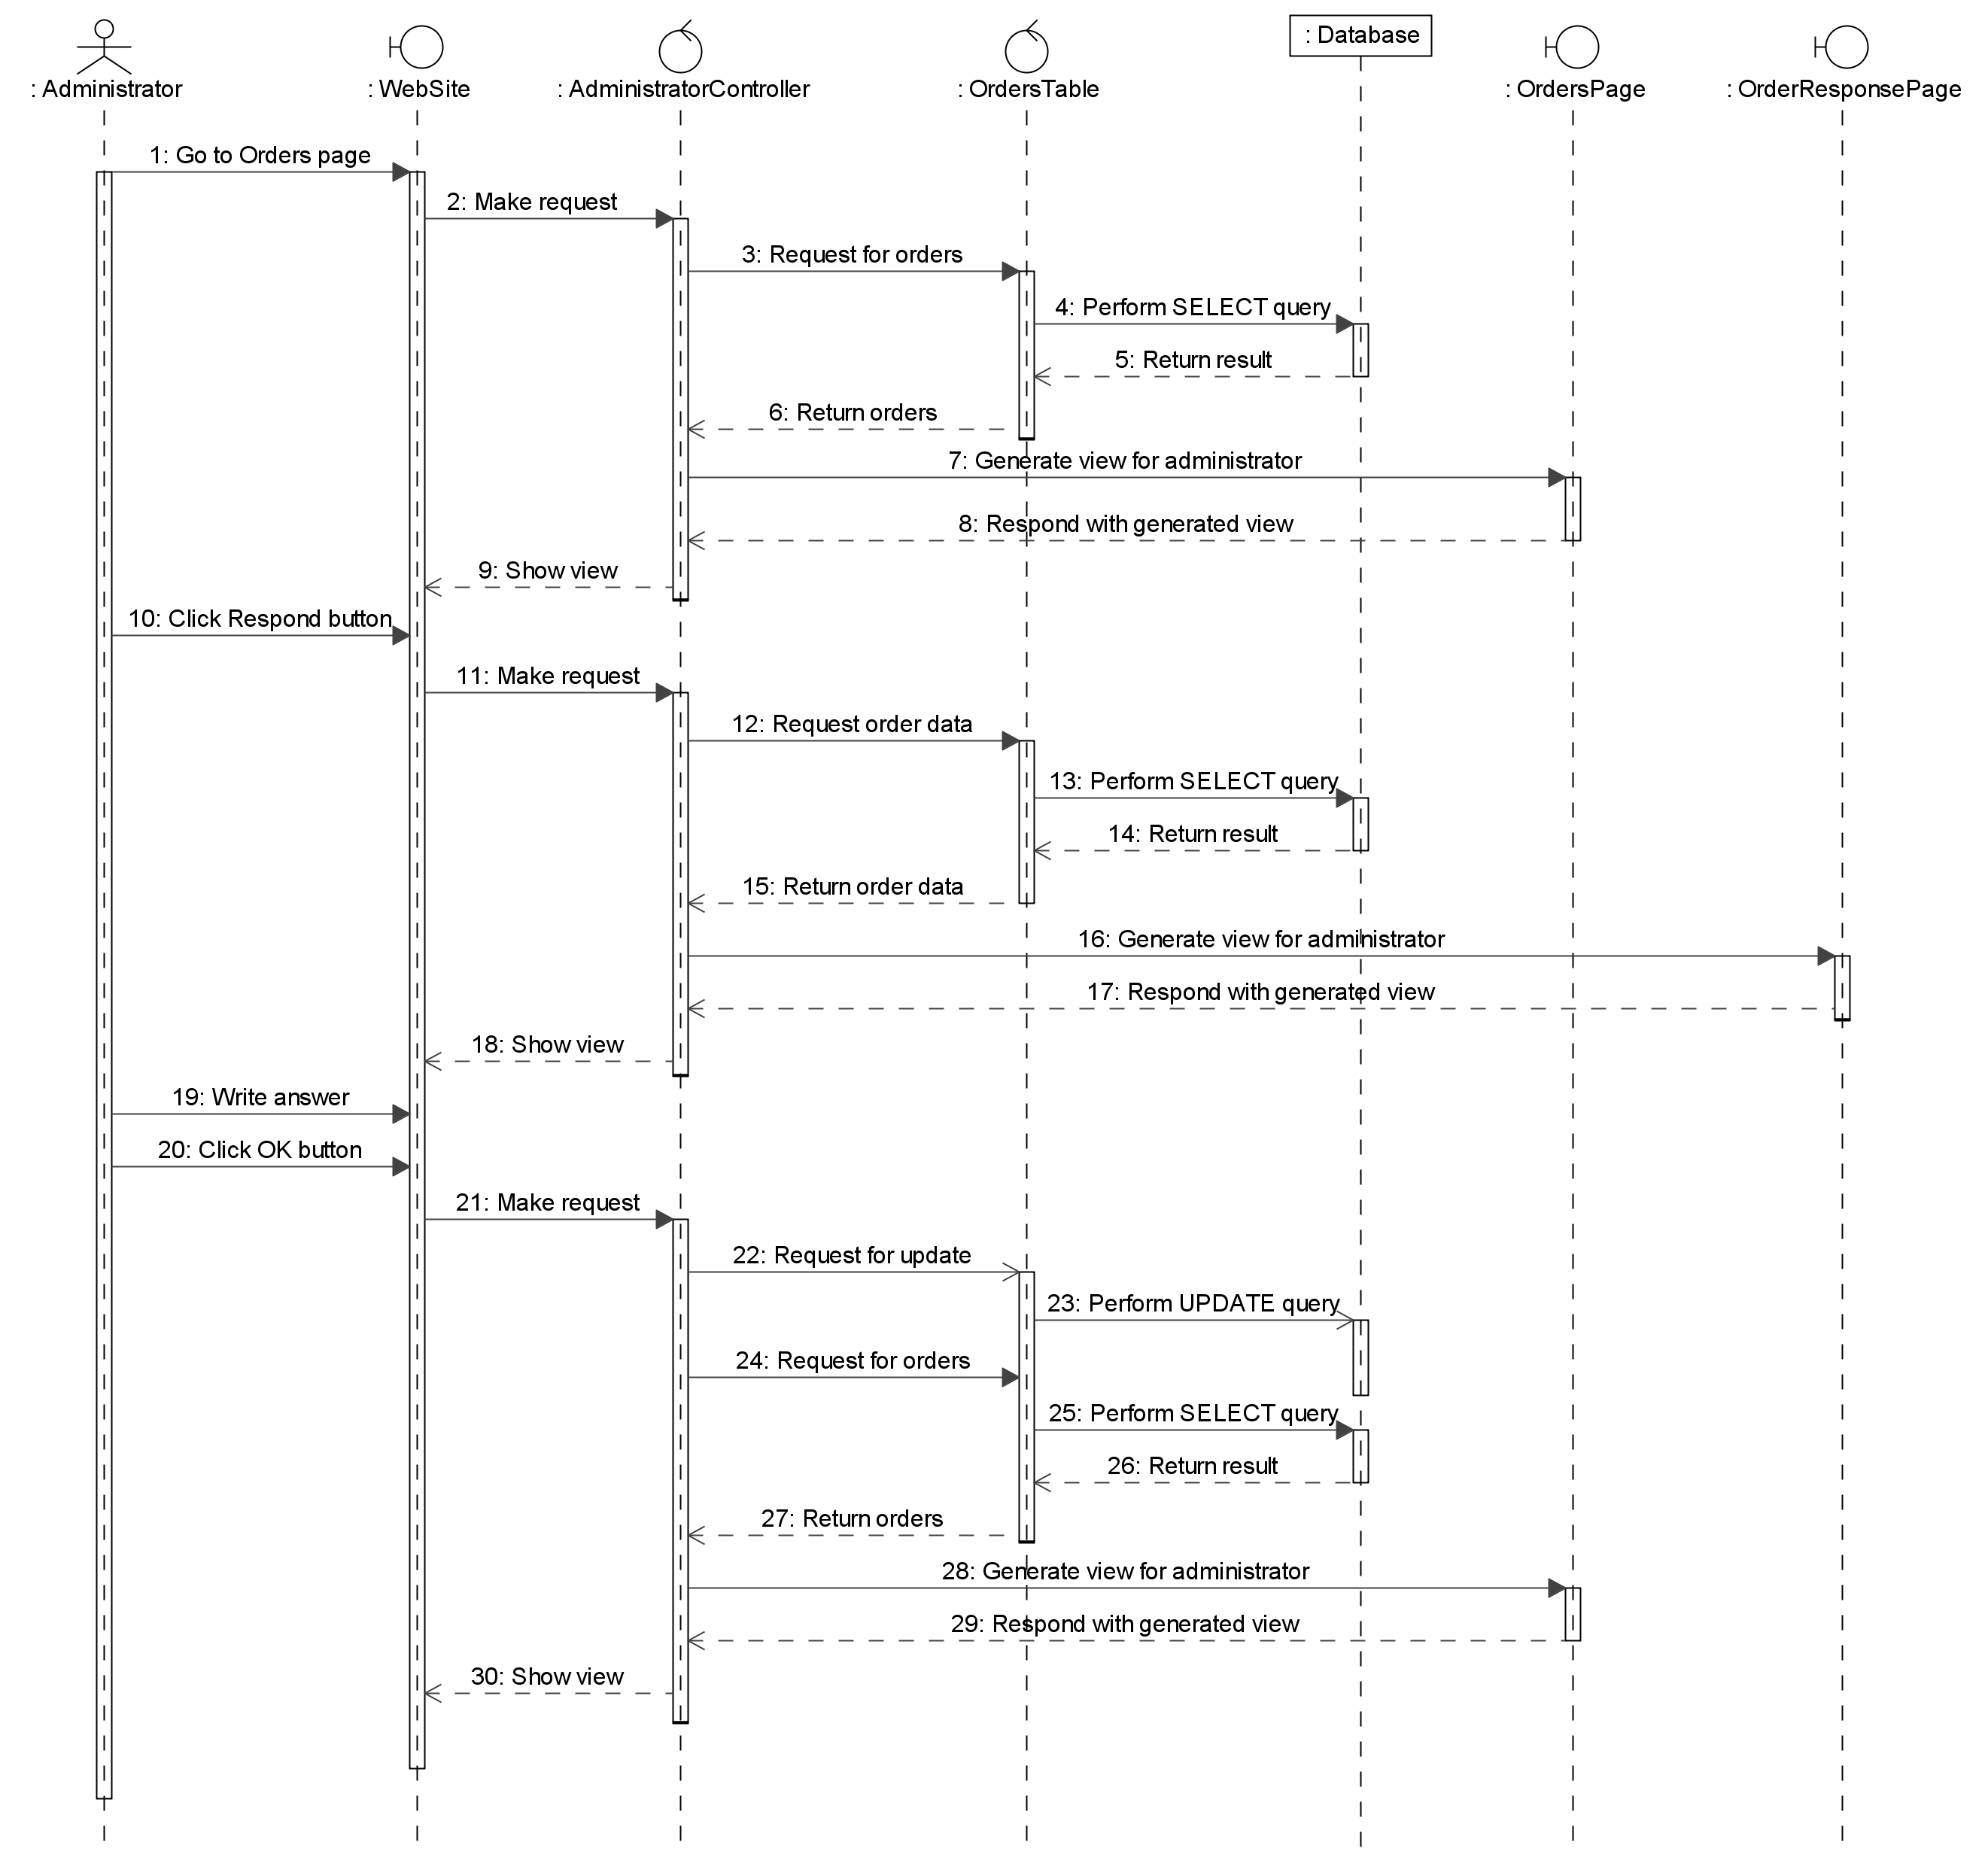 : Administrator
: WebSite
: AdministratorController
: OrdersTable
: Database
: OrdersPage
: OrderResponsePage
1: Go to Orders page
2: Make request
3: Request for orders
4: Perform SELECT query
5: Return result
6: Return orders
7: Generate view for administrator
8: Respond with generated view
9: Show view
10: Click Respond button
11: Make request
12: Request order data
13: Perform SELECT query
14: Return result
15: Return order data
16: Generate view for administrator
17: Respond with generated view
18: Show view
19: Write answer
20: Click OK button
21: Make request
22: Request for update
23: Perform UPDATE query
24: Request for orders
25: Perform SELECT query
26: Return result
27: Return orders
28: Generate view for administrator
29: Respond with generated view
30: Show view